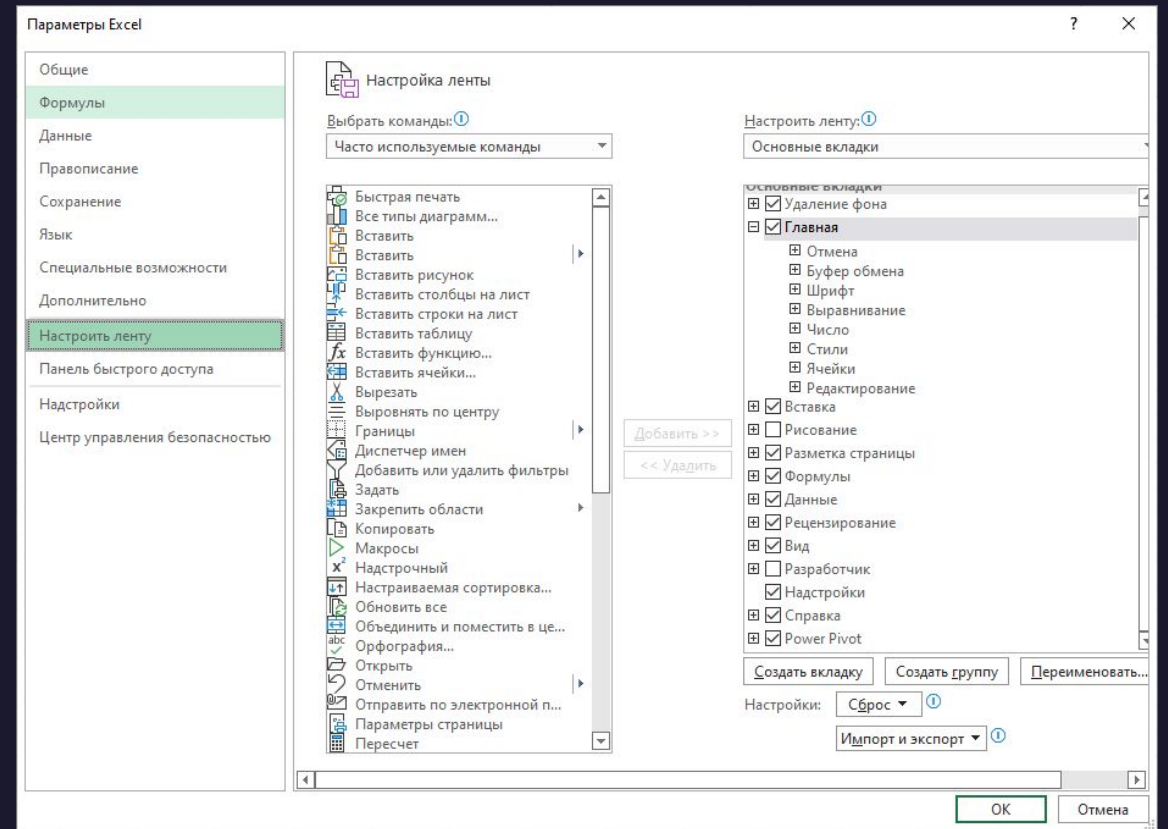 Параметры Excel
?
Общие
Формулы
Данные
Правописание
Сохранение
Язык
Специальные возможности
Дополнительно
Настроить ленту
Панель быстрого доступа
Надстройки
Центр управления безопасностью
Настройка ленты
Выбрать команды:
Часто используемые команды
Быстрая печать
Все типы диаграмм...
Вставить
Вставить
Вставить рисунок
Вставить столбцы на лист
Вставить строки на лист
Вставить таблицу
fx Вставить функцию...
Вставить ячейки...
Вырезать
Выровнять по центру
Границы
Диспетчер имен
Добавить или удалить фильтры
Задать
Закрепить области
Копировать
Макросы
x² Надстрочный
Настраиваемая сортировка...
Обновить все
Объединить и поместить в це...
abc Орфография...
Открыть
Отменить
Отправить по электронной п...
Параметры страницы
Пересчет
Добавить >>
<< Удалить
Настроить ленту:
Основные вкладки
Основные вкладки
Удаление фона
Главная
Отмена
Буфер обмена
Шрифт
Выравнивание
Число
Стили
Ячейки
Редактирование
Вставка
Рисование
Разметка страницы
Формулы
Данные
Рецензирование
Вид
Разработчик
Надстройки
Справка
Power Pivot
Создать вкладку
Создать группу
Переименовать...
Настройки:
Сброс
Импорт и экспорт
ОК
Отмена